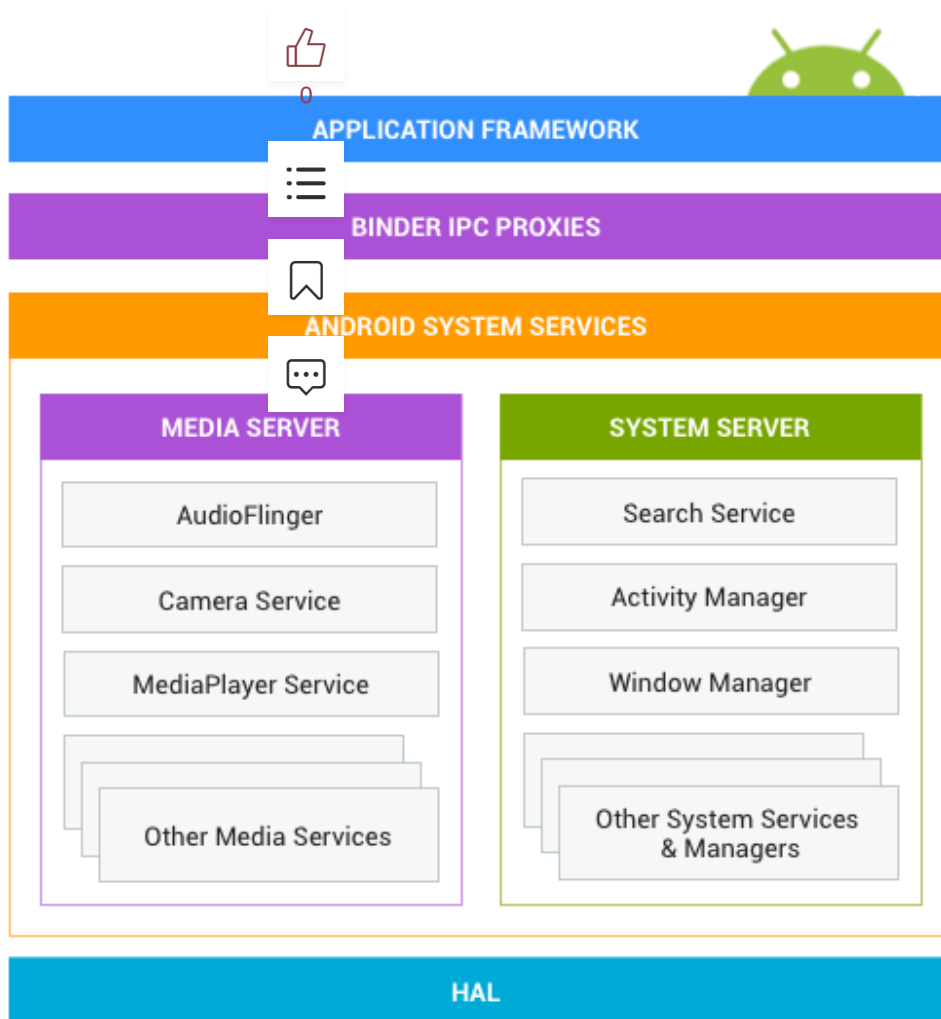 0
APPLICATION FRAMEWORK
BINDER IPC PROXIES
ANDROID SYSTEM SERVICES
MEDIA SERVER
AudioFlinger
Camera Service
MediaPlayer Service
Other Media Services
SYSTEM SERVER
Search Service
Activity Manager
Window Manager
Other System Services
& Managers
HAL